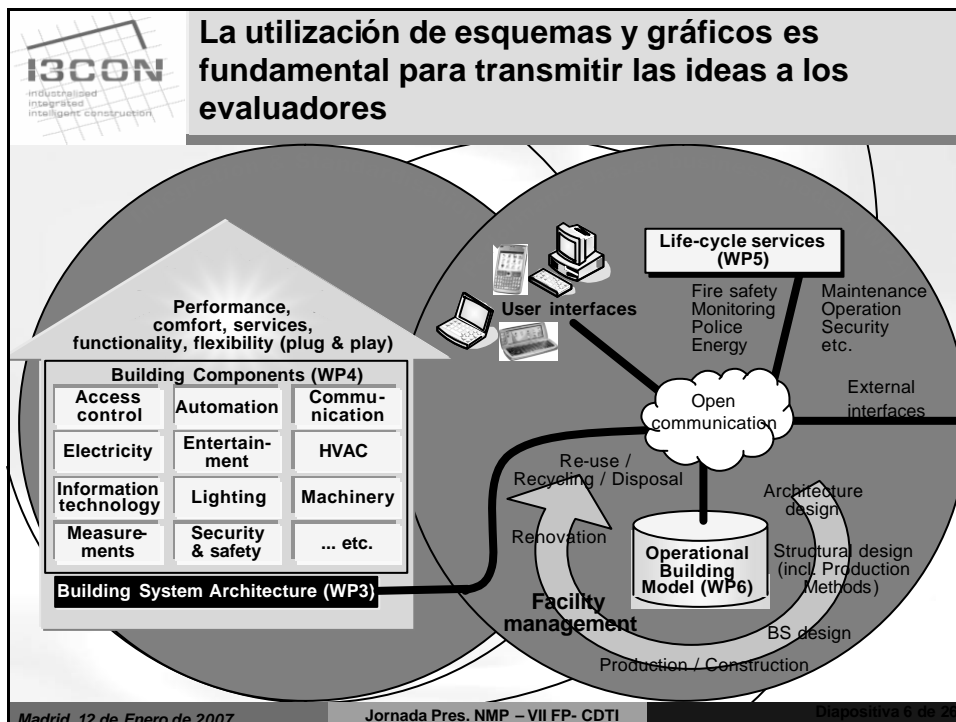 I3CON
industrialised
integrated
intelligent construction
La utilización de esquemas y gráficos es
fundamental para transmitir las ideas a los
evaluadores
Performance,
comfort, services,
functionality, flexibility (plug & play)
Building Components (WP4)
Access
control
Automation
Commu-
nication
Electricity
Entertain-
ment
HVAC
Information
technology
Lighting
Machinery
Measure-
ments
Security
& safety
... etc.
Building System Architecture (WP3)
User interfaces
Life-cycle services
(WP5)
Fire safety
Monitoring
Police
Energy
Maintenance
Operation
Security
etc.
Open
communication
External
interfaces
Re-use /
Recycling / Disposal
Renovation
Facility
management
Operational
Building
Model (WP6)
Architecture
design
Structural design
(incl. Production
Methods)
BS design
Production / Construction
Madrid, 12 de Enero de 2007
Jornada Pres. NMP – VII FP- CDTI
Diapositiva 6 de 26